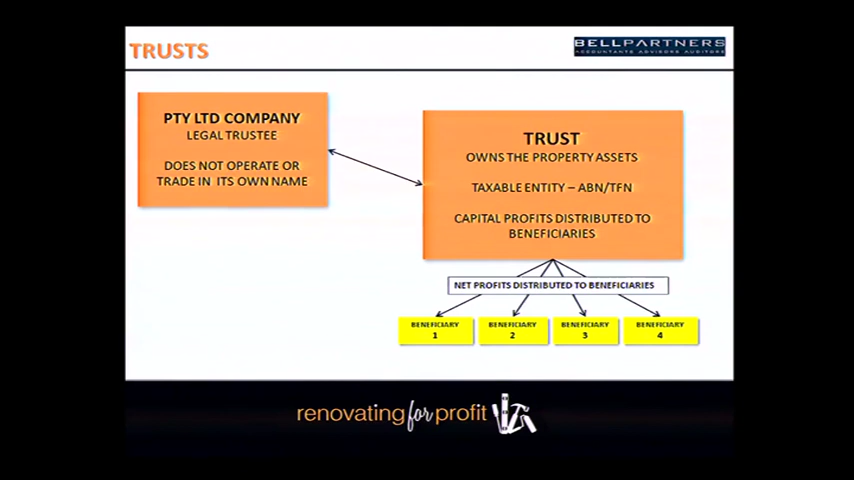 TRUSTS
BELLPARTNERS
ACCOUNTANTS ADVISORS AUDITORS
PTY LTD COMPANY
LEGAL TRUSTEE
DOES NOT OPERATE OR
TRADE IN ITS OWN NAME
TRUST
OWNS THE PROPERTY ASSETS
TAXABLE ENTITY – ABN/TFN
CAPITAL PROFITS DISTRIBUTED TO
BENEFICIARIES
NET PROFITS DISTRIBUTED TO BENEFICIARIES
BENEFICIARY
1
BENEFICIARY
2
BENEFICIARY
3
BENEFICIARY
4
renovating for profit